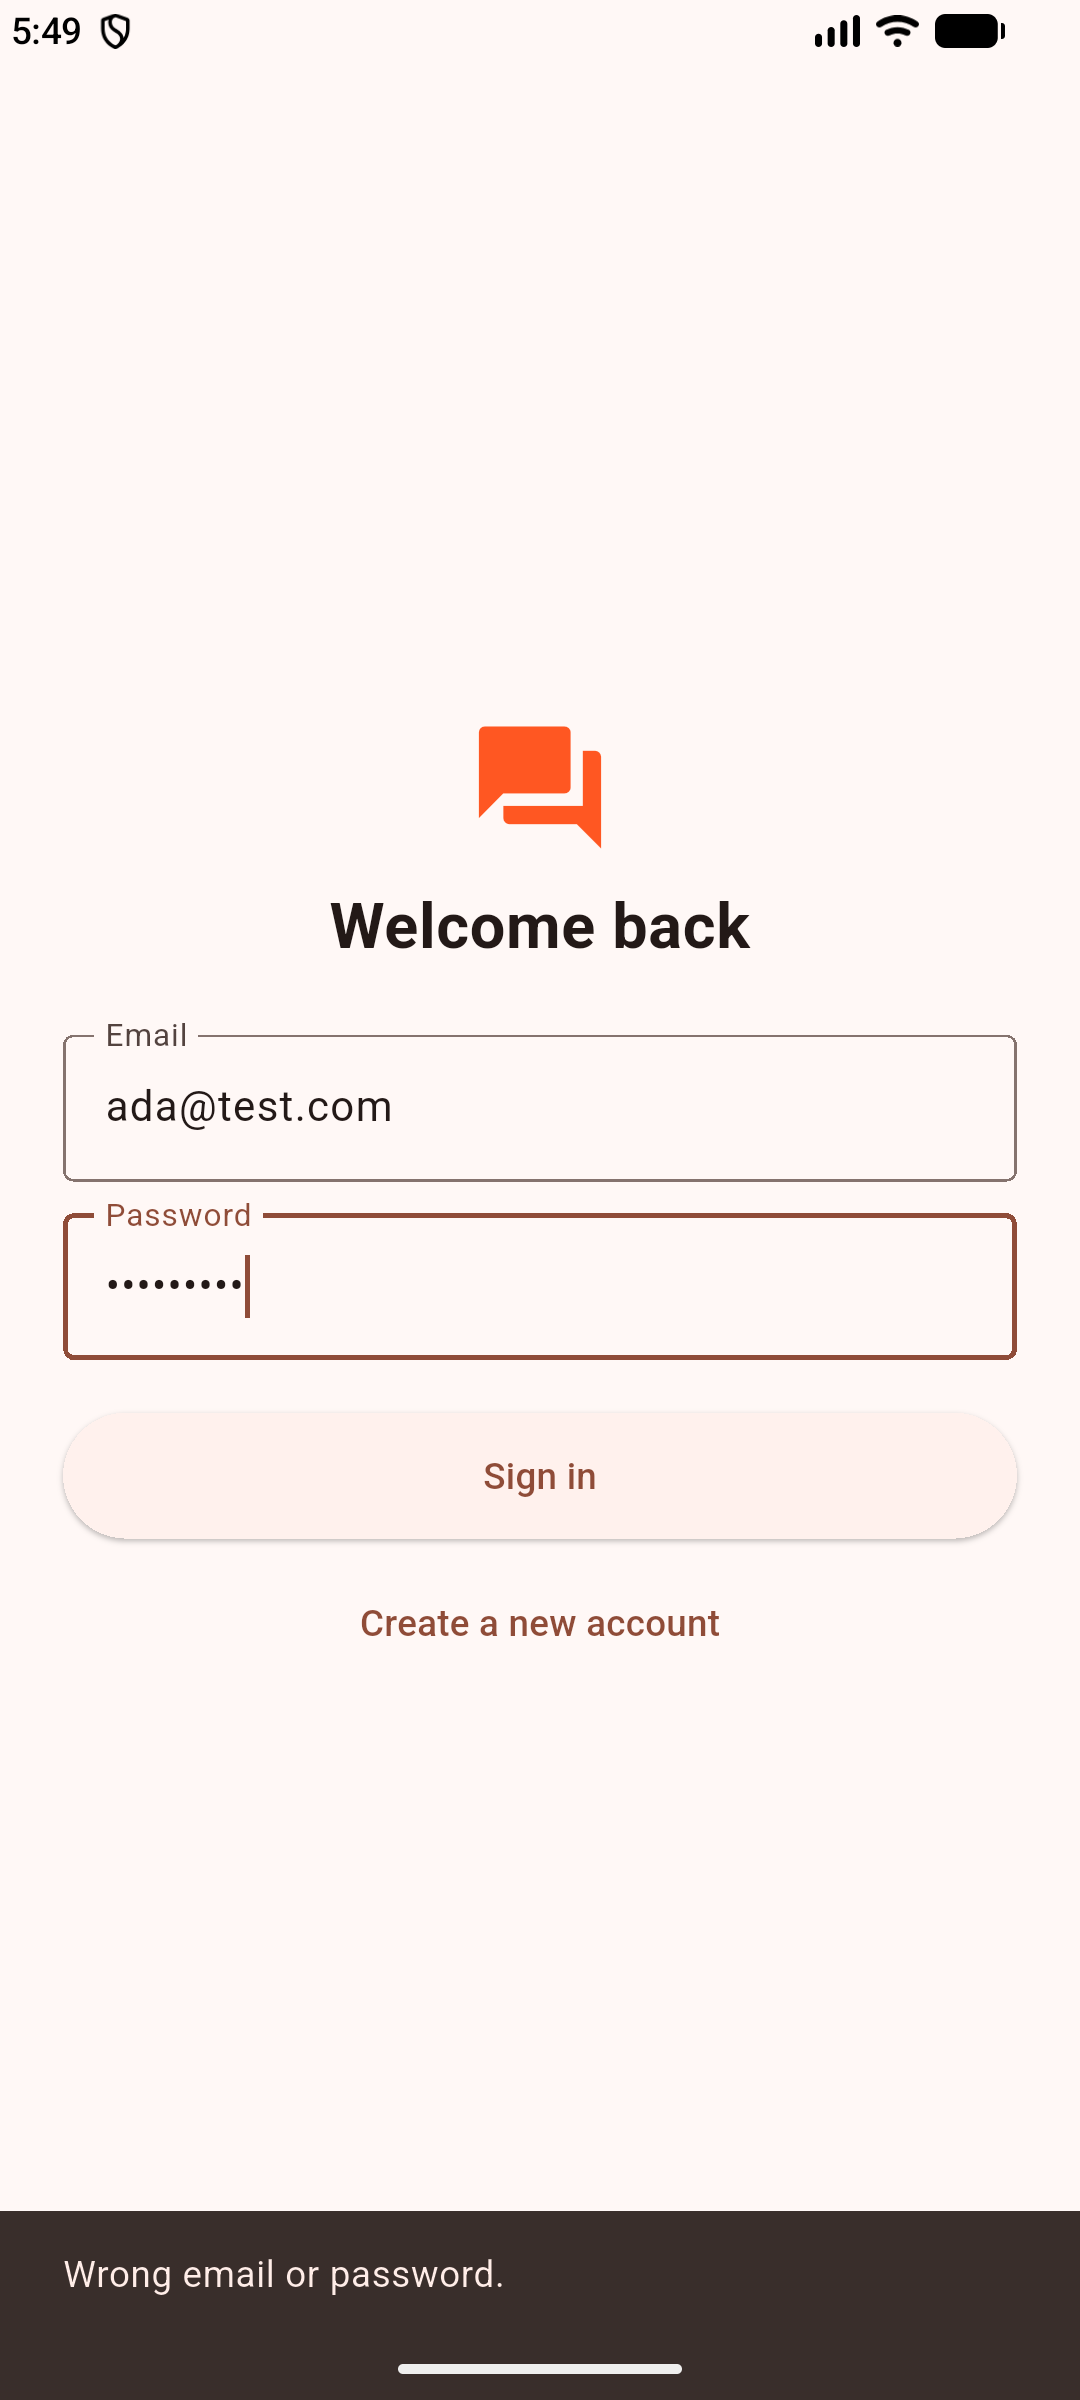 5:49
Welcome back
Email
ada@test.com
Password
•••••••••
Sign in
Create a new account
Wrong email or password.